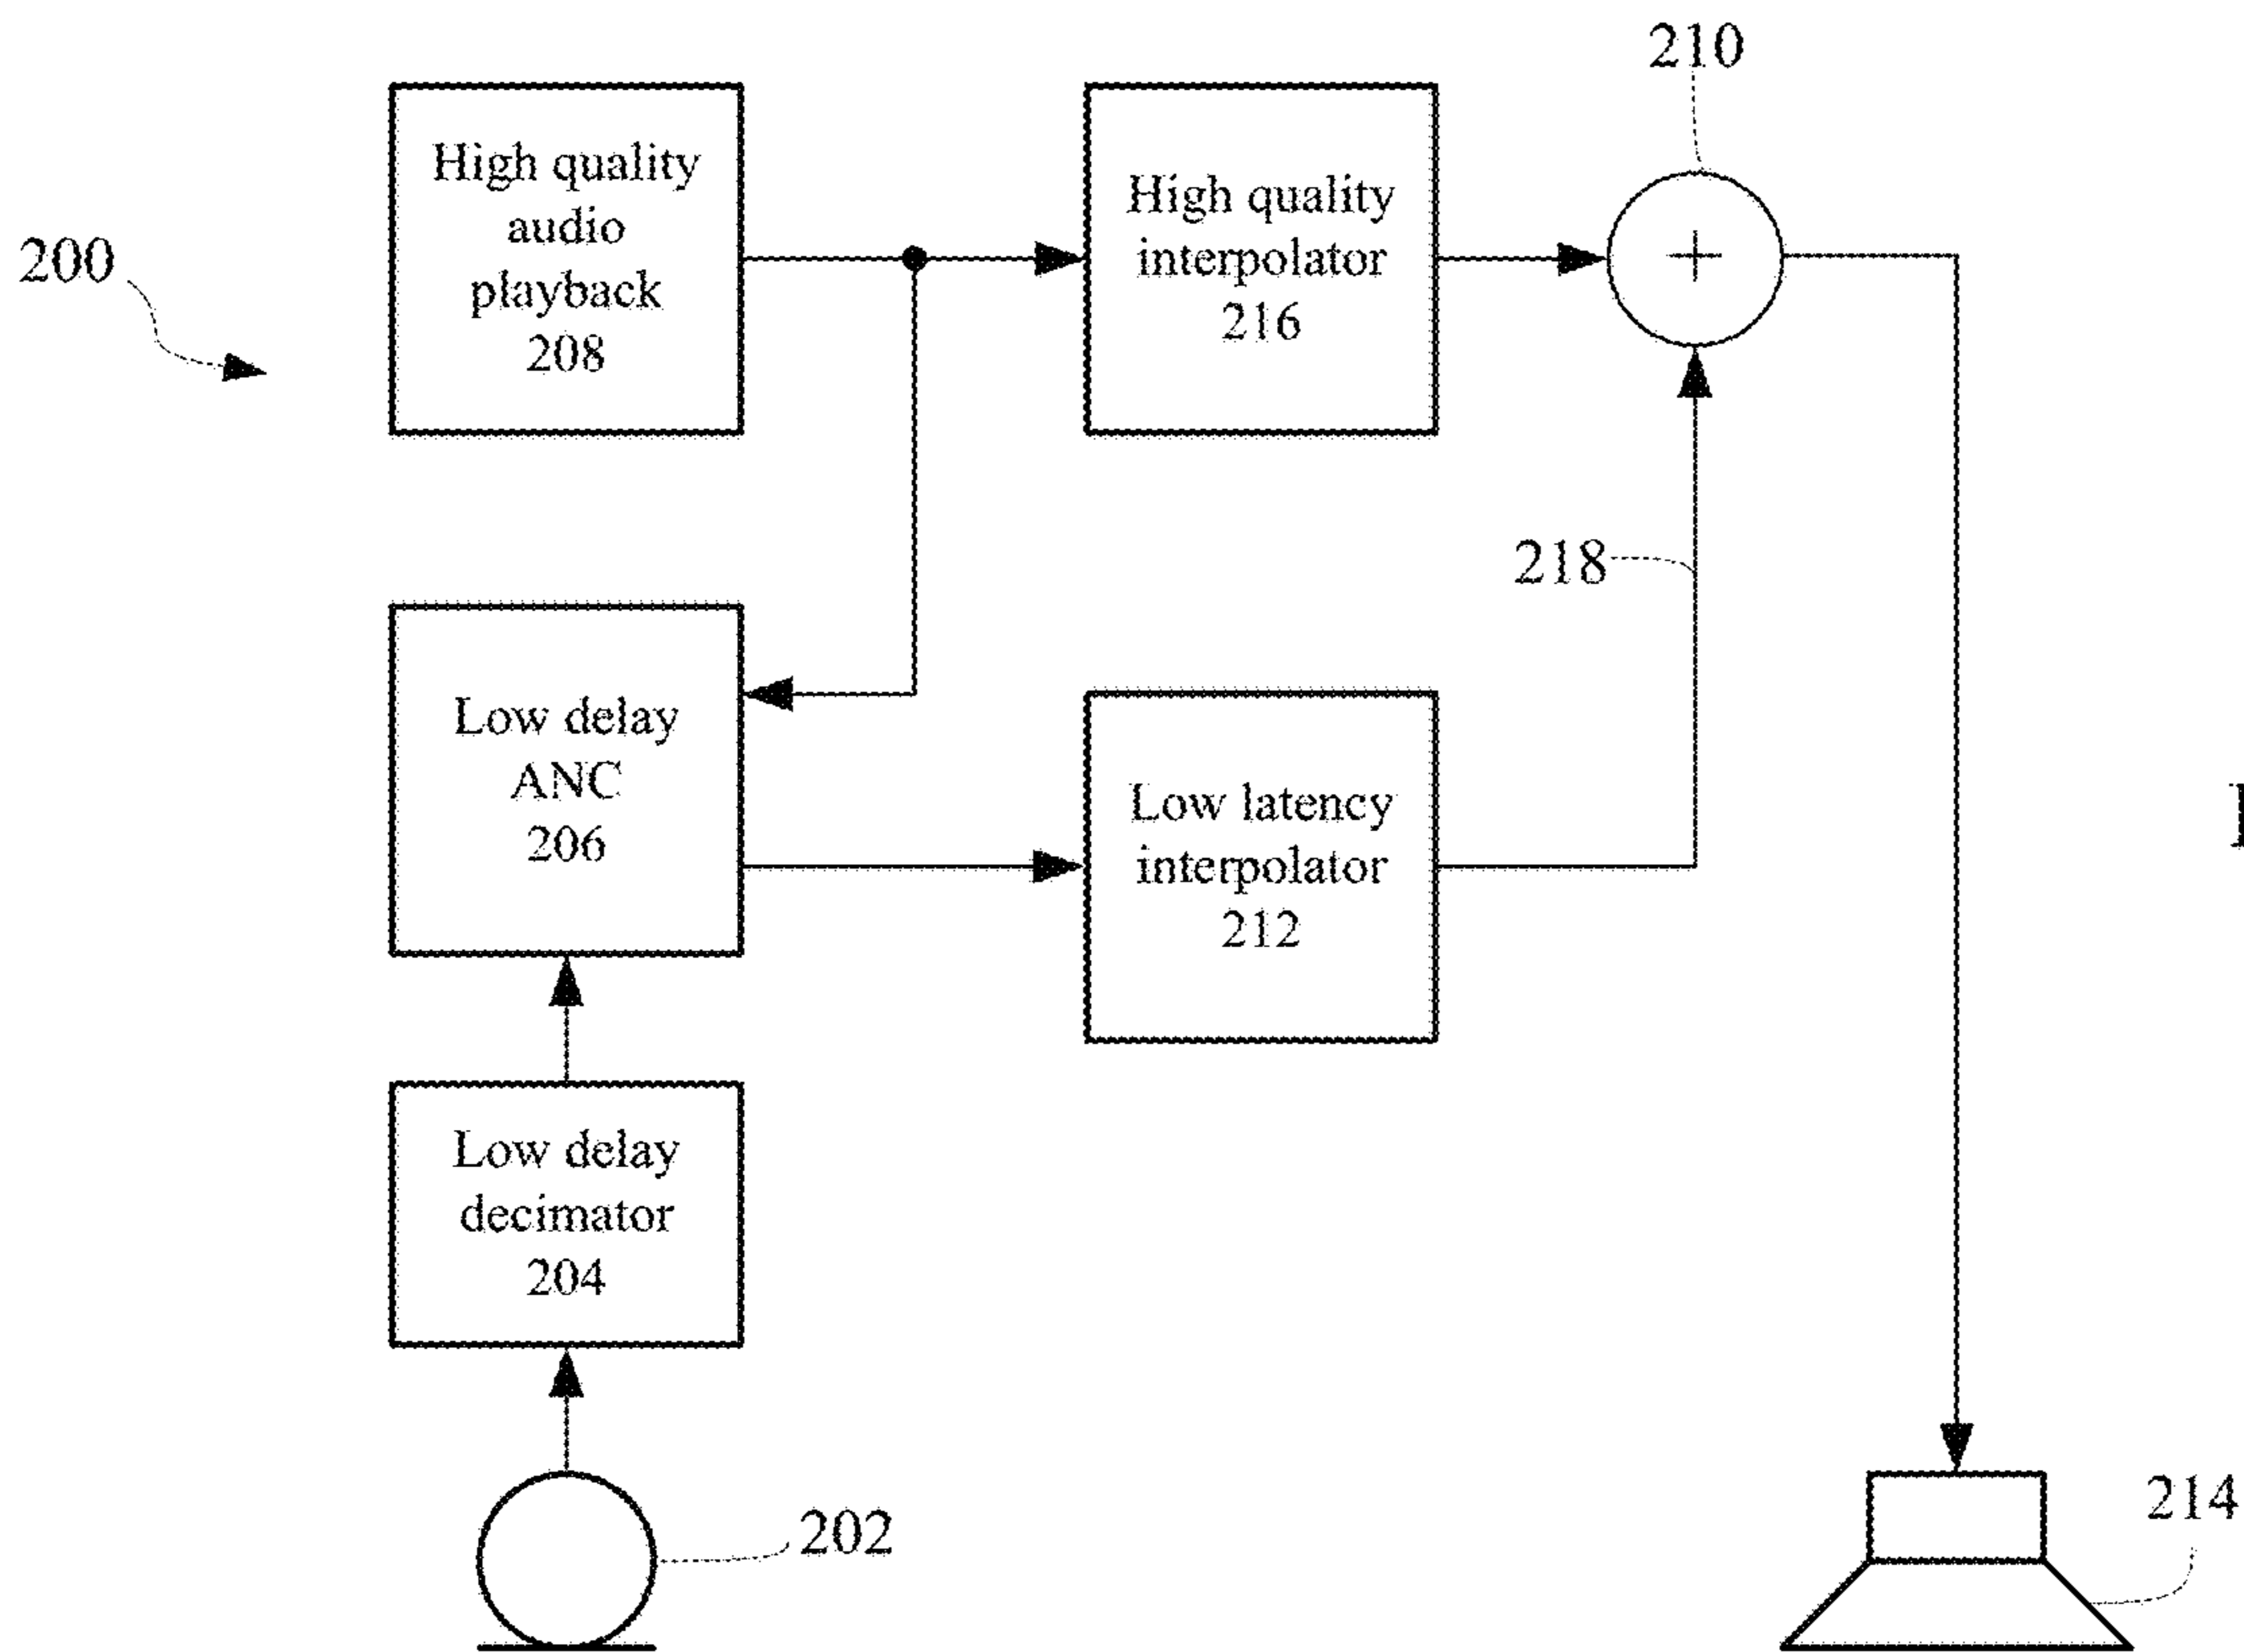 210
High quality
audio
playback
208
High quality
interpolator
216
+
200
218
Low delay
ANC
206
Low latency
interpolator
212
Low delay
decimator
204
202
214